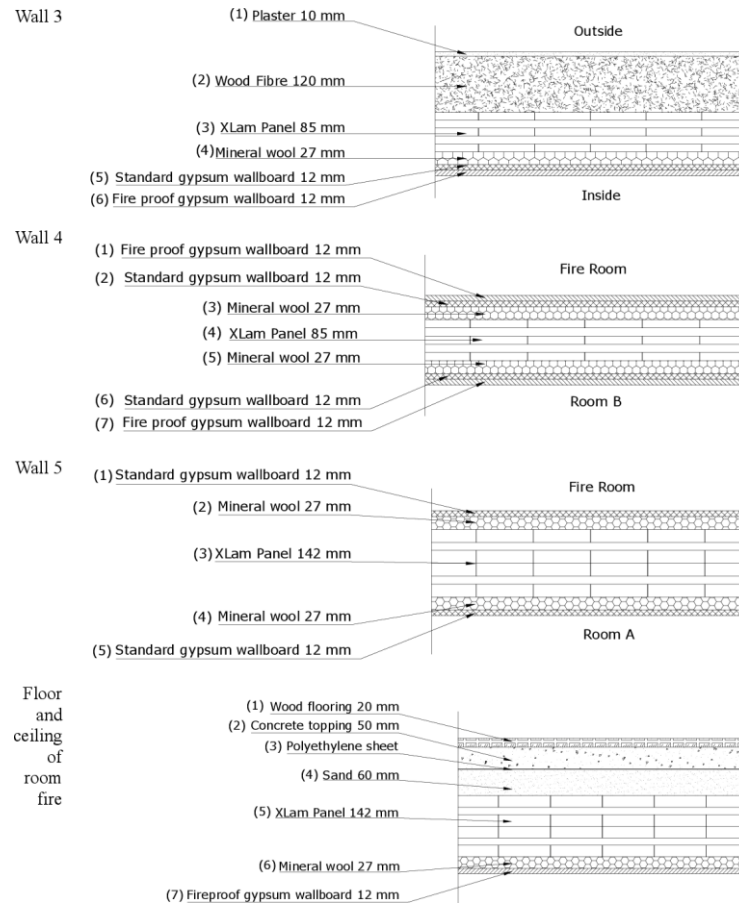 Wall 3
(1) Plaster 10 mm
Outside
(2) Wood Fibre 120 mm
(3) XLam Panel 85 mm
(4) Mineral wool 27 mm
(5) Standard gypsum wallboard 12 mm
(6) Fire proof gypsum wallboard 12 mm
Inside
Wall 4
(1) Fire proof gypsum wallboard 12 mm
(2) Standard gypsum wallboard 12 mm
Fire Room
(3) Mineral wool 27 mm
(4) XLam Panel 85 mm
(5) Mineral wool 27 mm
(6) Standard gypsum wallboard 12 mm
Room B
(7) Fire proof gypsum wallboard 12 mm
Wall 5
(1) Standard gypsum wallboard 12 mm
Fire Room
(2) Mineral wool 27 mm
(3) XLam Panel 142 mm
(4) Mineral wool 27 mm
Room A
(5) Standard gypsum wallboard 12 mm
Floor
and
ceiling of
room
fire
(1) Wood flooring 20 mm
(2) Concrete topping 50 mm
(3) Polyethylene sheet
(4) Sand 60 mm
(5) XLam Panel 142 mm
(6) Mineral wool 27 mm
(7) Fireproof gypsum wallboard 12 mm